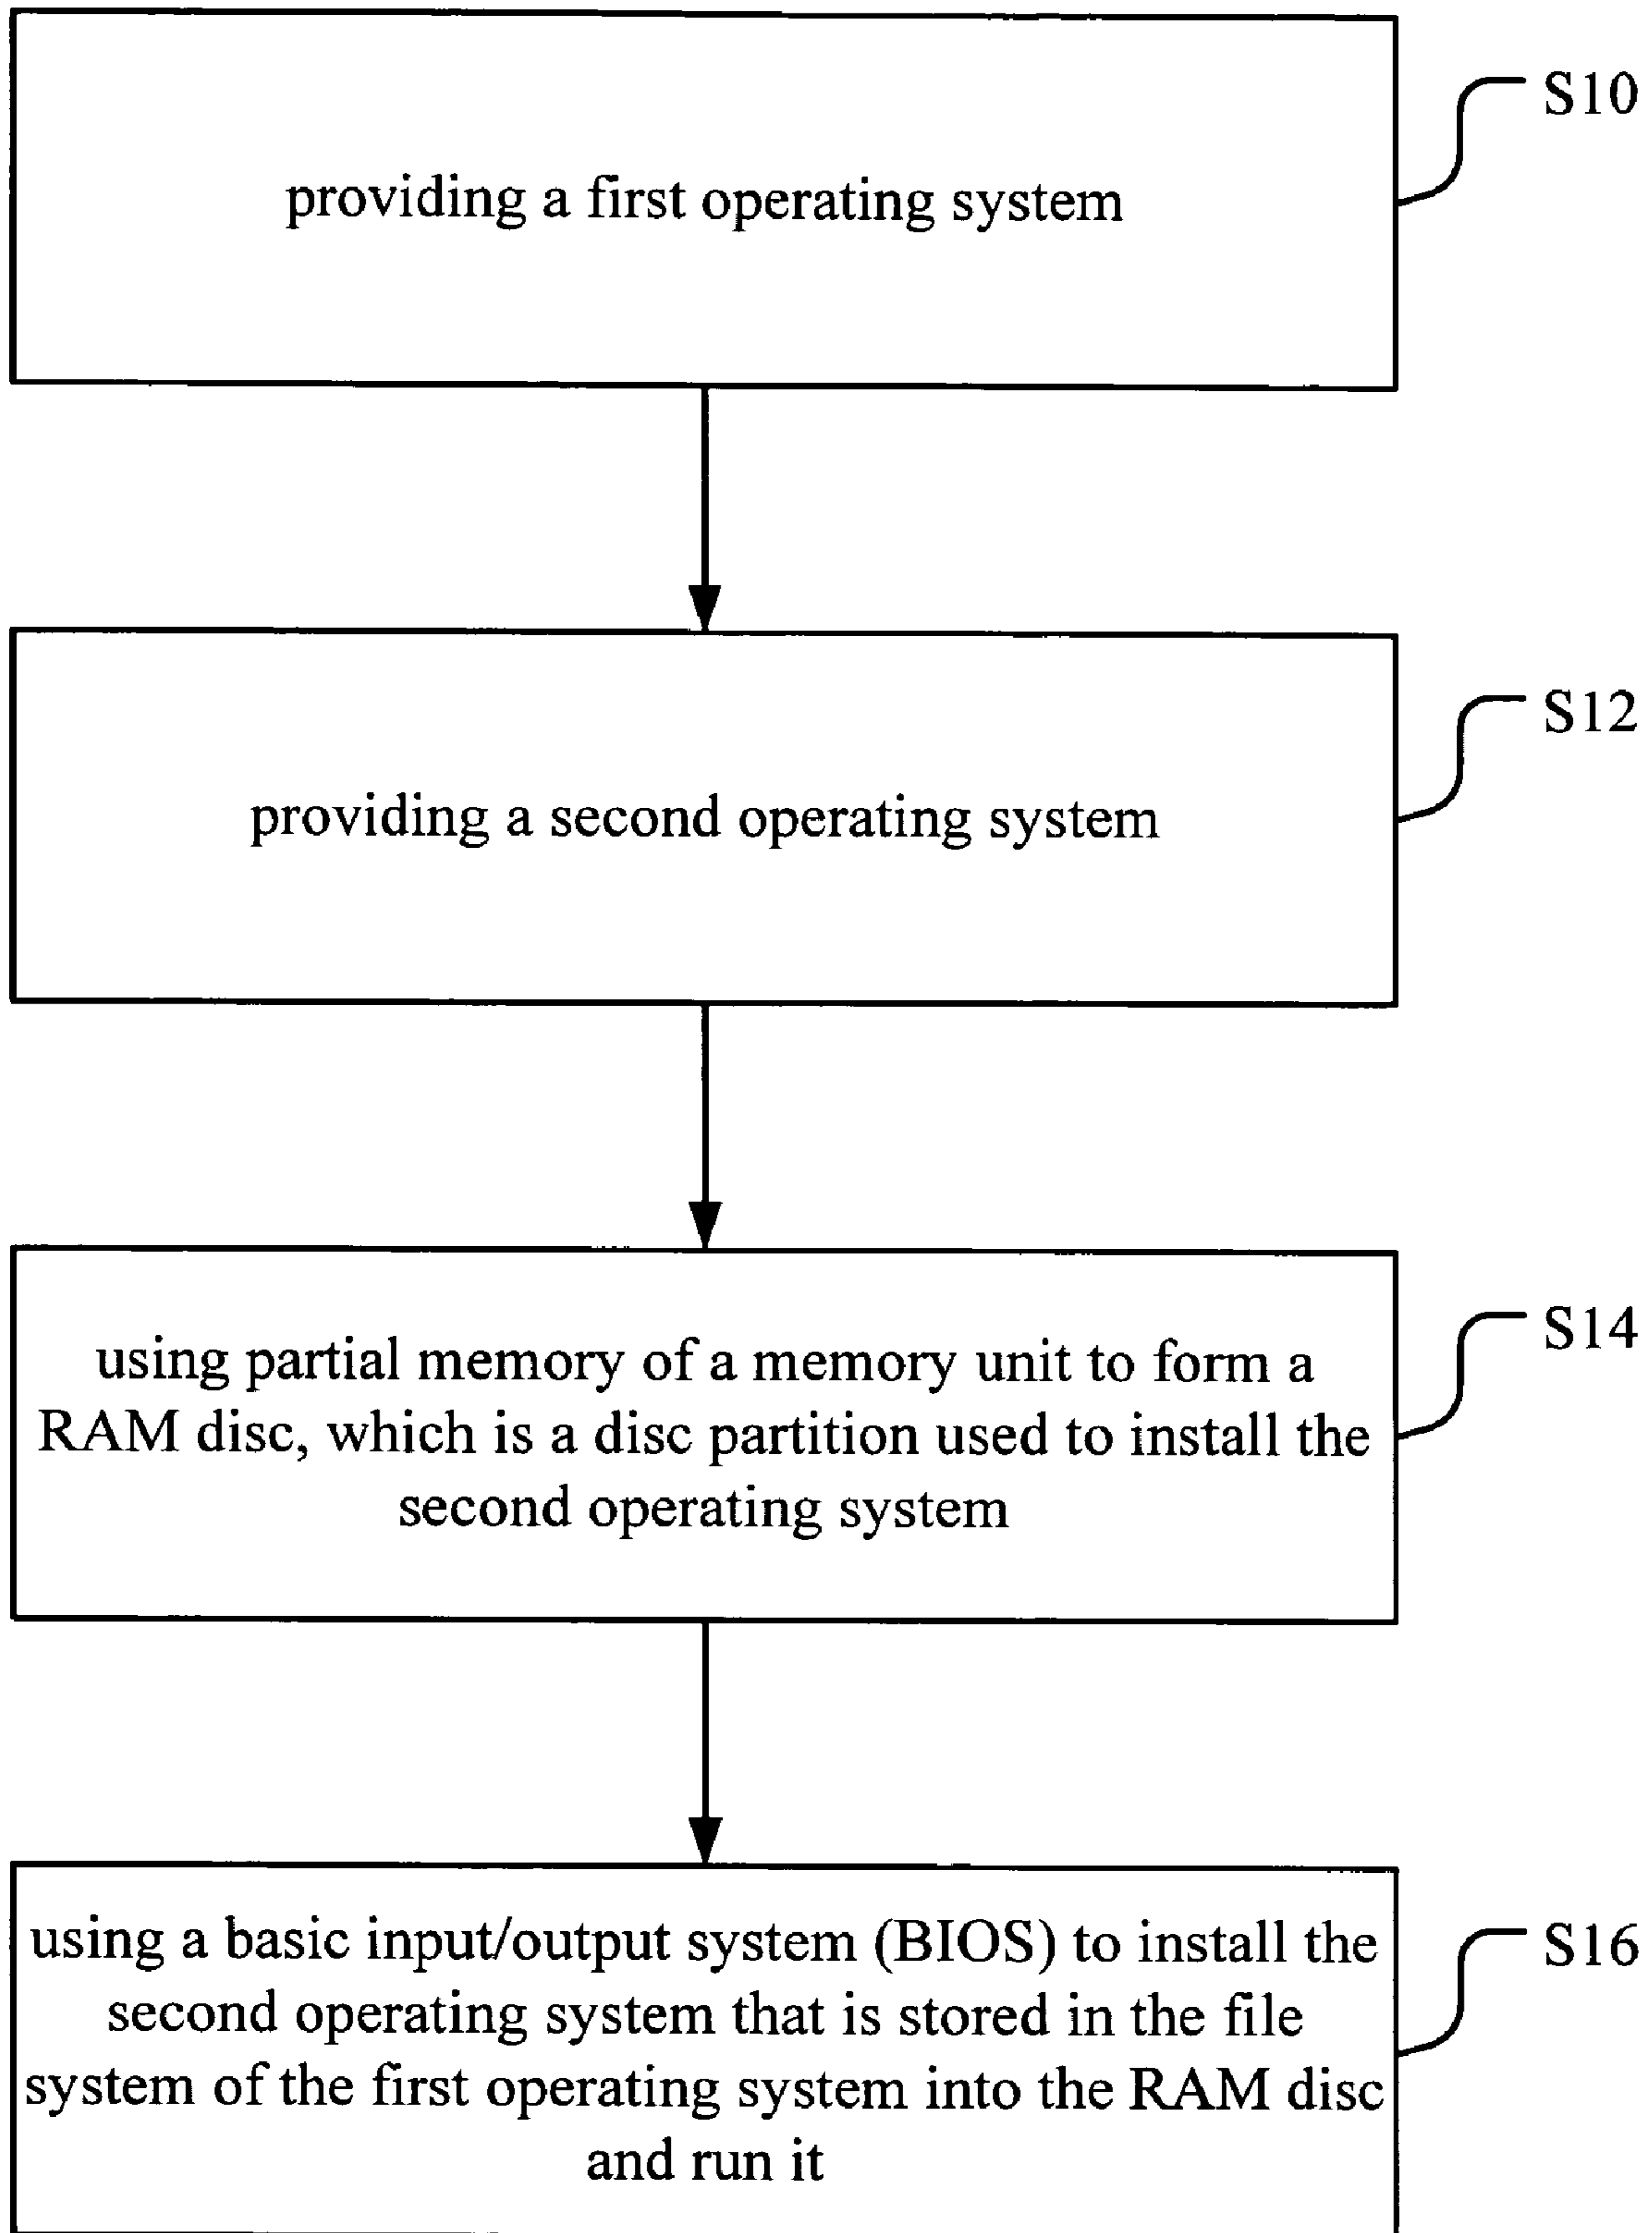 S10
providing a first operating system
S12
providing a second operating system
S14
using partial memory of a memory unit to form a
RAM disc, which is a disc partition used to install the
second operating system
S16
using a basic input/output system (BIOS) to install the
second operating system that is stored in the file
system of the first operating system into the RAM disc
and run it